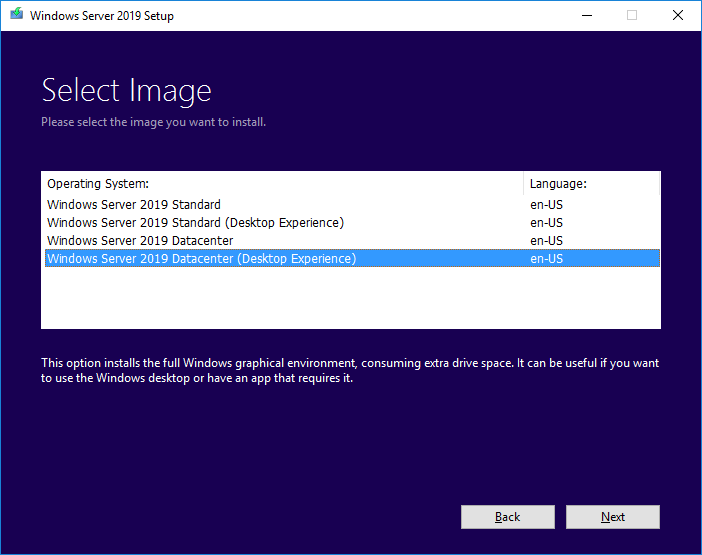 Windows Server 2019 Setup
Select Image
Please select the image you want to install.
Operating System: Language:
Windows Server 2019 Standard en-US
Windows Server 2019 Standard (Desktop Experience) en-US
Windows Server 2019 Datacenter en-US
Windows Server 2019 Datacenter (Desktop Experience) en-US
This option installs the full Windows graphical environment, consuming extra drive space. It can be useful if you want
to use the Windows desktop or have an app that requires it.
Back Next